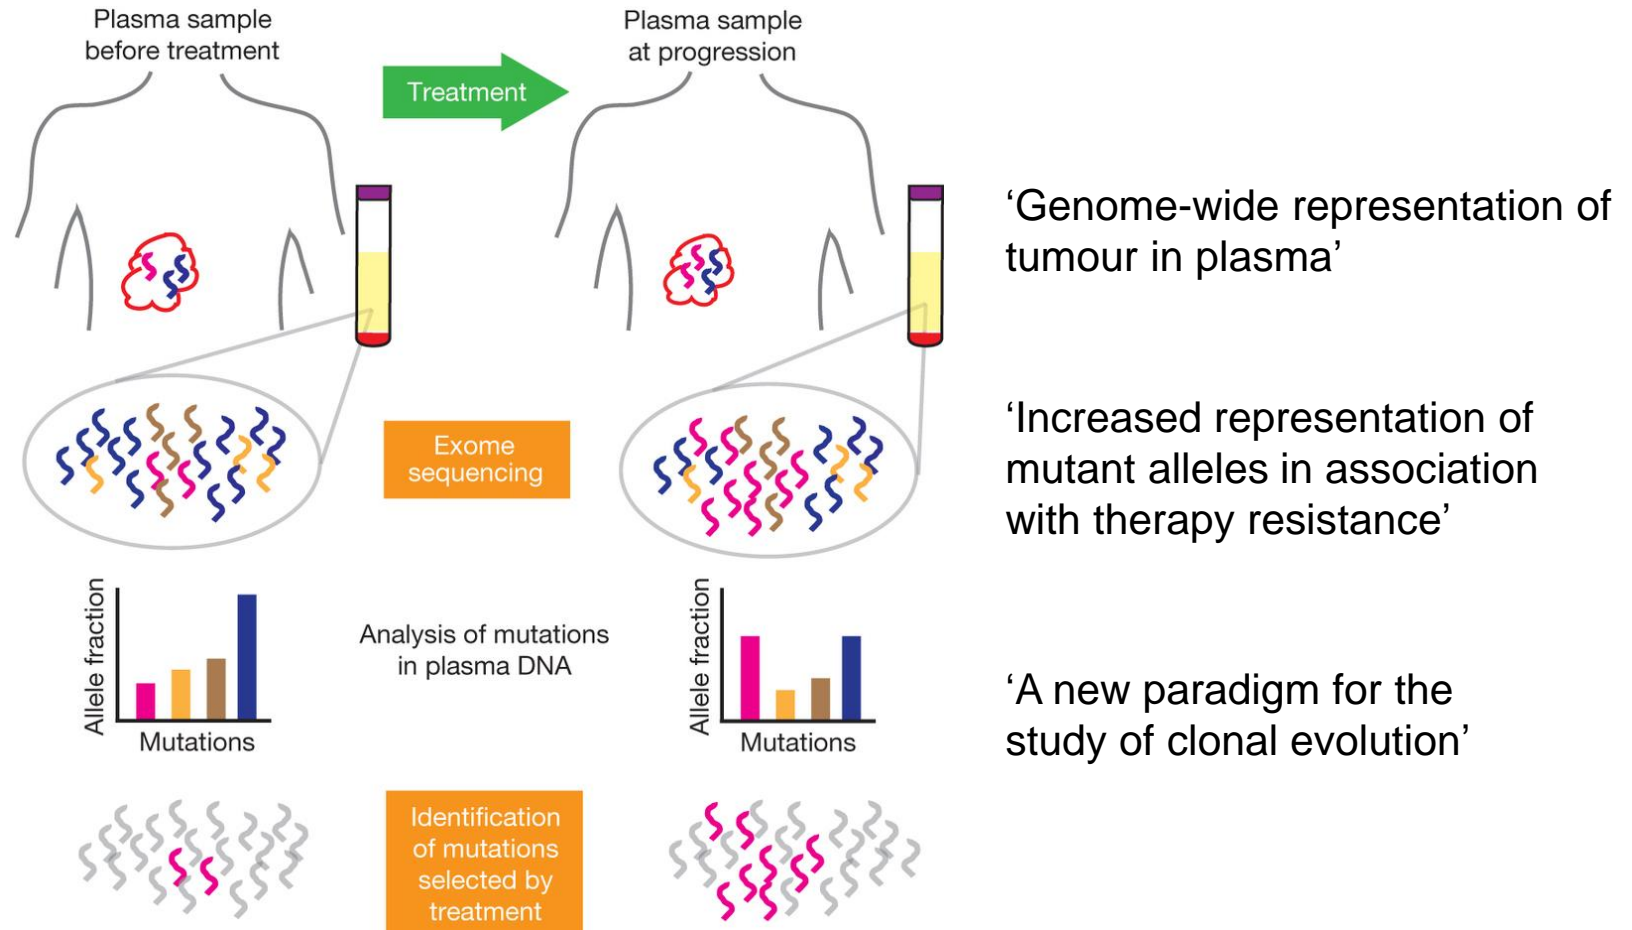 Plasma sample
before treatment
Plasma sample
at progression
Treatment
‘Genome-wide representation of
tumour in plasma’
Exome
sequencing
‘Increased representation of
mutant alleles in association
with therapy resistance’
Allele fraction
Mutations
Analysis of mutations
in plasma DNA
Allele fraction
Mutations
‘A new paradigm for the
study of clonal evolution’
Identification
of mutations
selected by
treatment